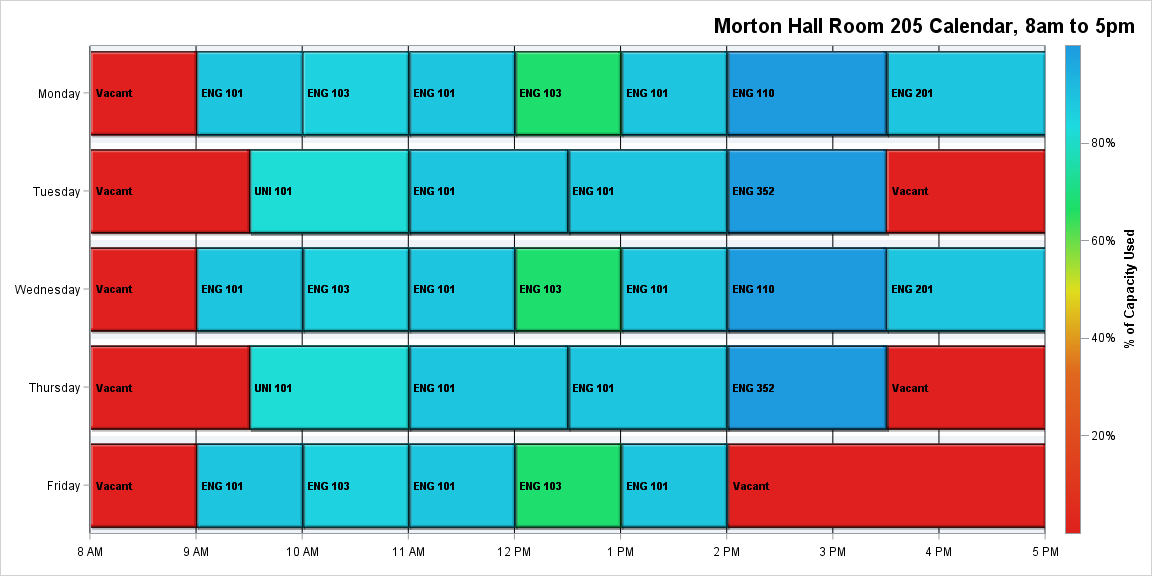 Morton Hall Room 205 Calendar, 8am to 5pm
Monday
Vacant
ENG 101
ENG 103
ENG 101
ENG 103
ENG 101
ENG 110
ENG 201
Tuesday
Vacant
UNI 101
ENG 101
ENG 101
ENG 352
Vacant
Wednesday
Vacant
ENG 101
ENG 103
ENG 101
ENG 103
ENG 101
ENG 110
ENG 201
Thursday
Vacant
UNI 101
ENG 101
ENG 101
ENG 352
Vacant
Friday
Vacant
ENG 101
ENG 103
ENG 101
ENG 103
ENG 101
Vacant
8 AM
9 AM
10 AM
11 AM
12 PM
1 PM
2 PM
3 PM
4 PM
5 PM
80%
60%
40%
20%
% of Capacity Used